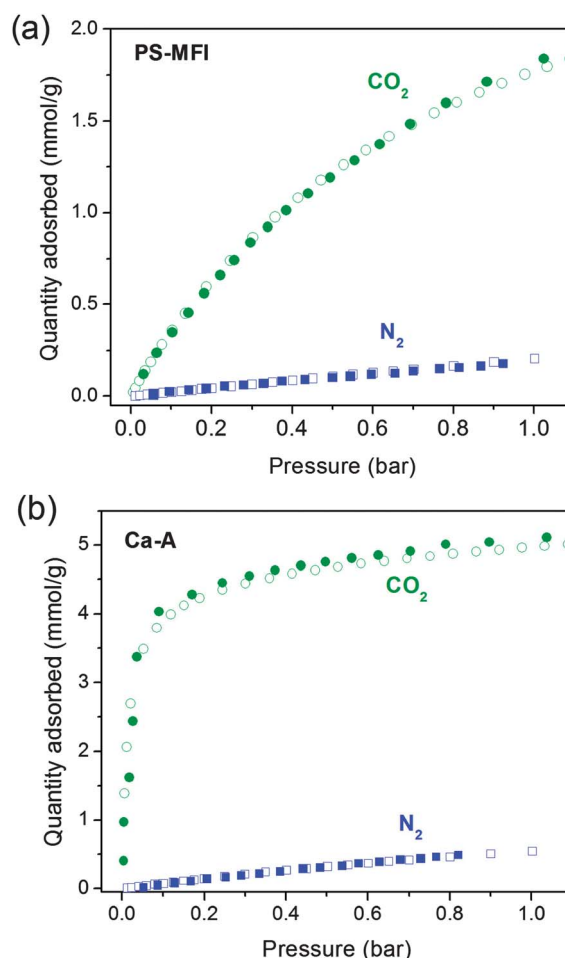 (a)
PS-MFI
CO2
N2
Quantity adosrbed (mmol/g)
2.0
1.5
1.0
0.5
0.0
0.0 0.2 0.4 0.6 0.8 1.0
Pressure (bar)
(b)
Ca-A
CO2
N2
Quantity adsorbed (mmol/g)
5
4
3
2
1
0
0.0 0.2 0.4 0.6 0.8 1.0
Pressure (bar)